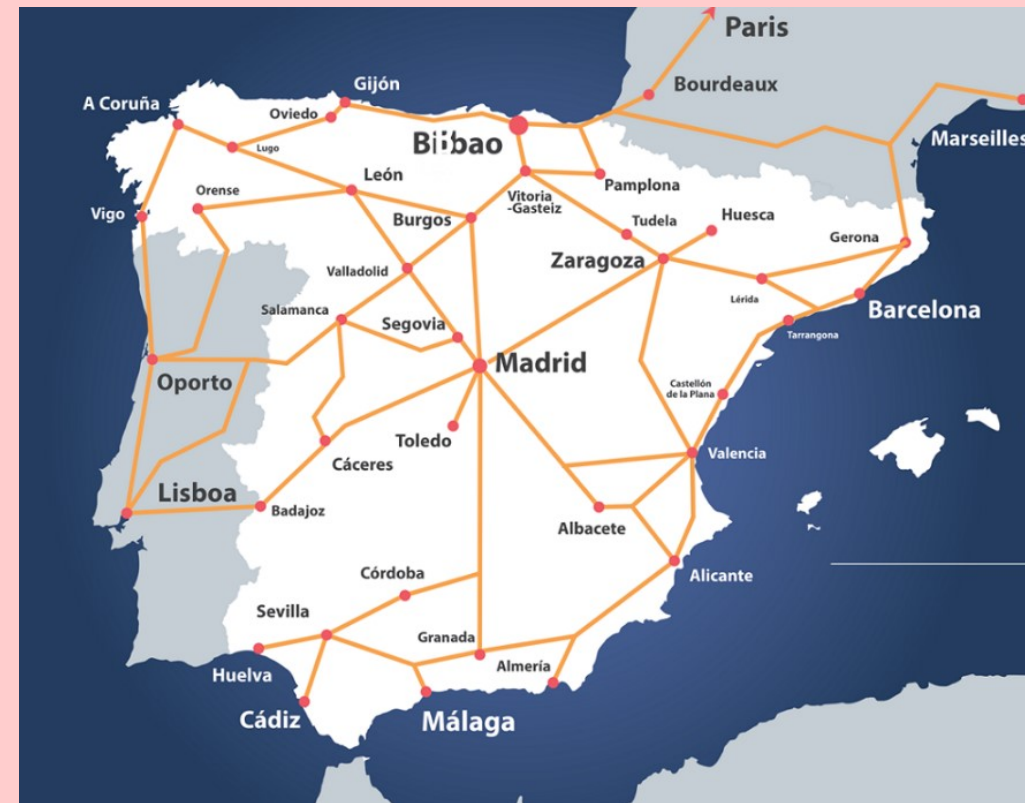 Paris
Bourdeaux
Gijón
A Coruña
Oviedo
Bilbao
Marseilles
Lugo
León
Pamplona
Orense
Vitoria
-Gasteiz
Vigo
Burgos
Tudela
Huesca
Gerona
Zaragoza
Valladolid
Lérida
Salamanca
Segovia
Barcelona
Tarrangona
Madrid
Oporto
Castellón
de la Plana
Toledo
Cáceres
Valencia
Lisboa
Badajoz
Albacete
Córdoba
Alicante
Sevilla
Granada
Almería
Huelva
Cádiz
Málaga